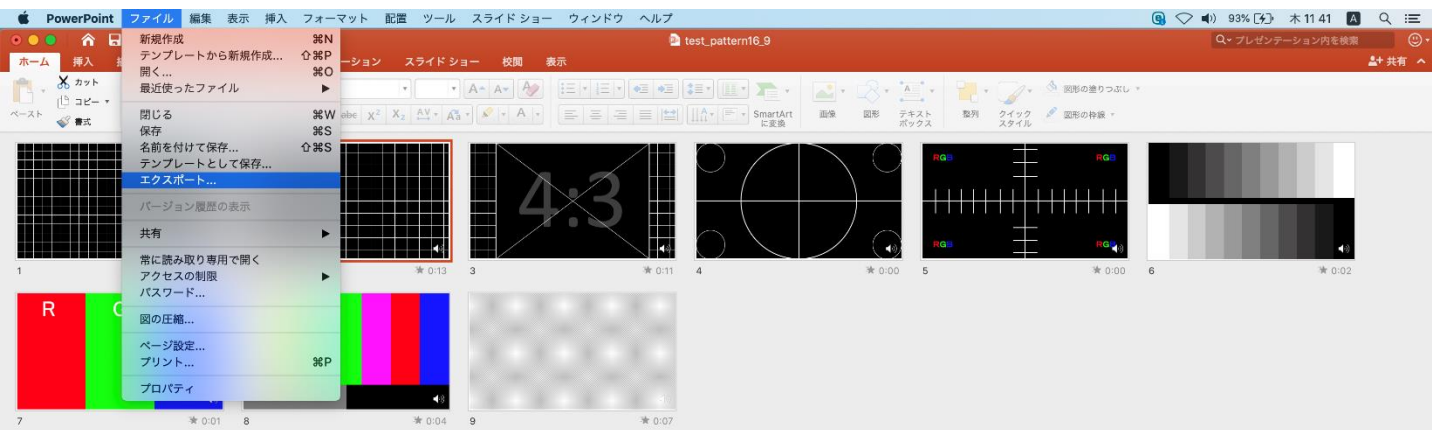 PowerPoint ファイル 編集 表示 挿入 フォーマット 配置 ツール スライド ショー ウィンドウ ヘルプ 93% 木 11 41 A
test_pattern16_9 プレゼンテーション内を検索
ホーム 挿入 ーション スライド ショー 校閲 表示 共有
新規作成 ⌘N
テンプレートから新規作成... ⇧⌘P
開く... ⌘O
最近使ったファイル ▶
閉じる ⌘W
保存 ⌘S
名前を付けて保存... ⇧⌘S
テンプレートとして保存...
エクスポート...
バージョン履歴の表示
共有 ▶
常に読み取り専用で開く
アクセスの制限 ▶
パスワード...
図の圧縮...
ページ設定...
プリント... ⌘P
プロパティ
ペースト
カット
コピー
書式
abc X² X₂ AV Aa A
SmartArt に変換
画像
図形
テキスト ボックス
整列
クイック スタイル
図形の塗りつぶし
図形の枠線
4:3
RGB RGB
RGB RGB
1 0:13 3 0:11 4 0:00 5 0:00 6 0:02
R
7 0:01 8 0:04 9 0:07